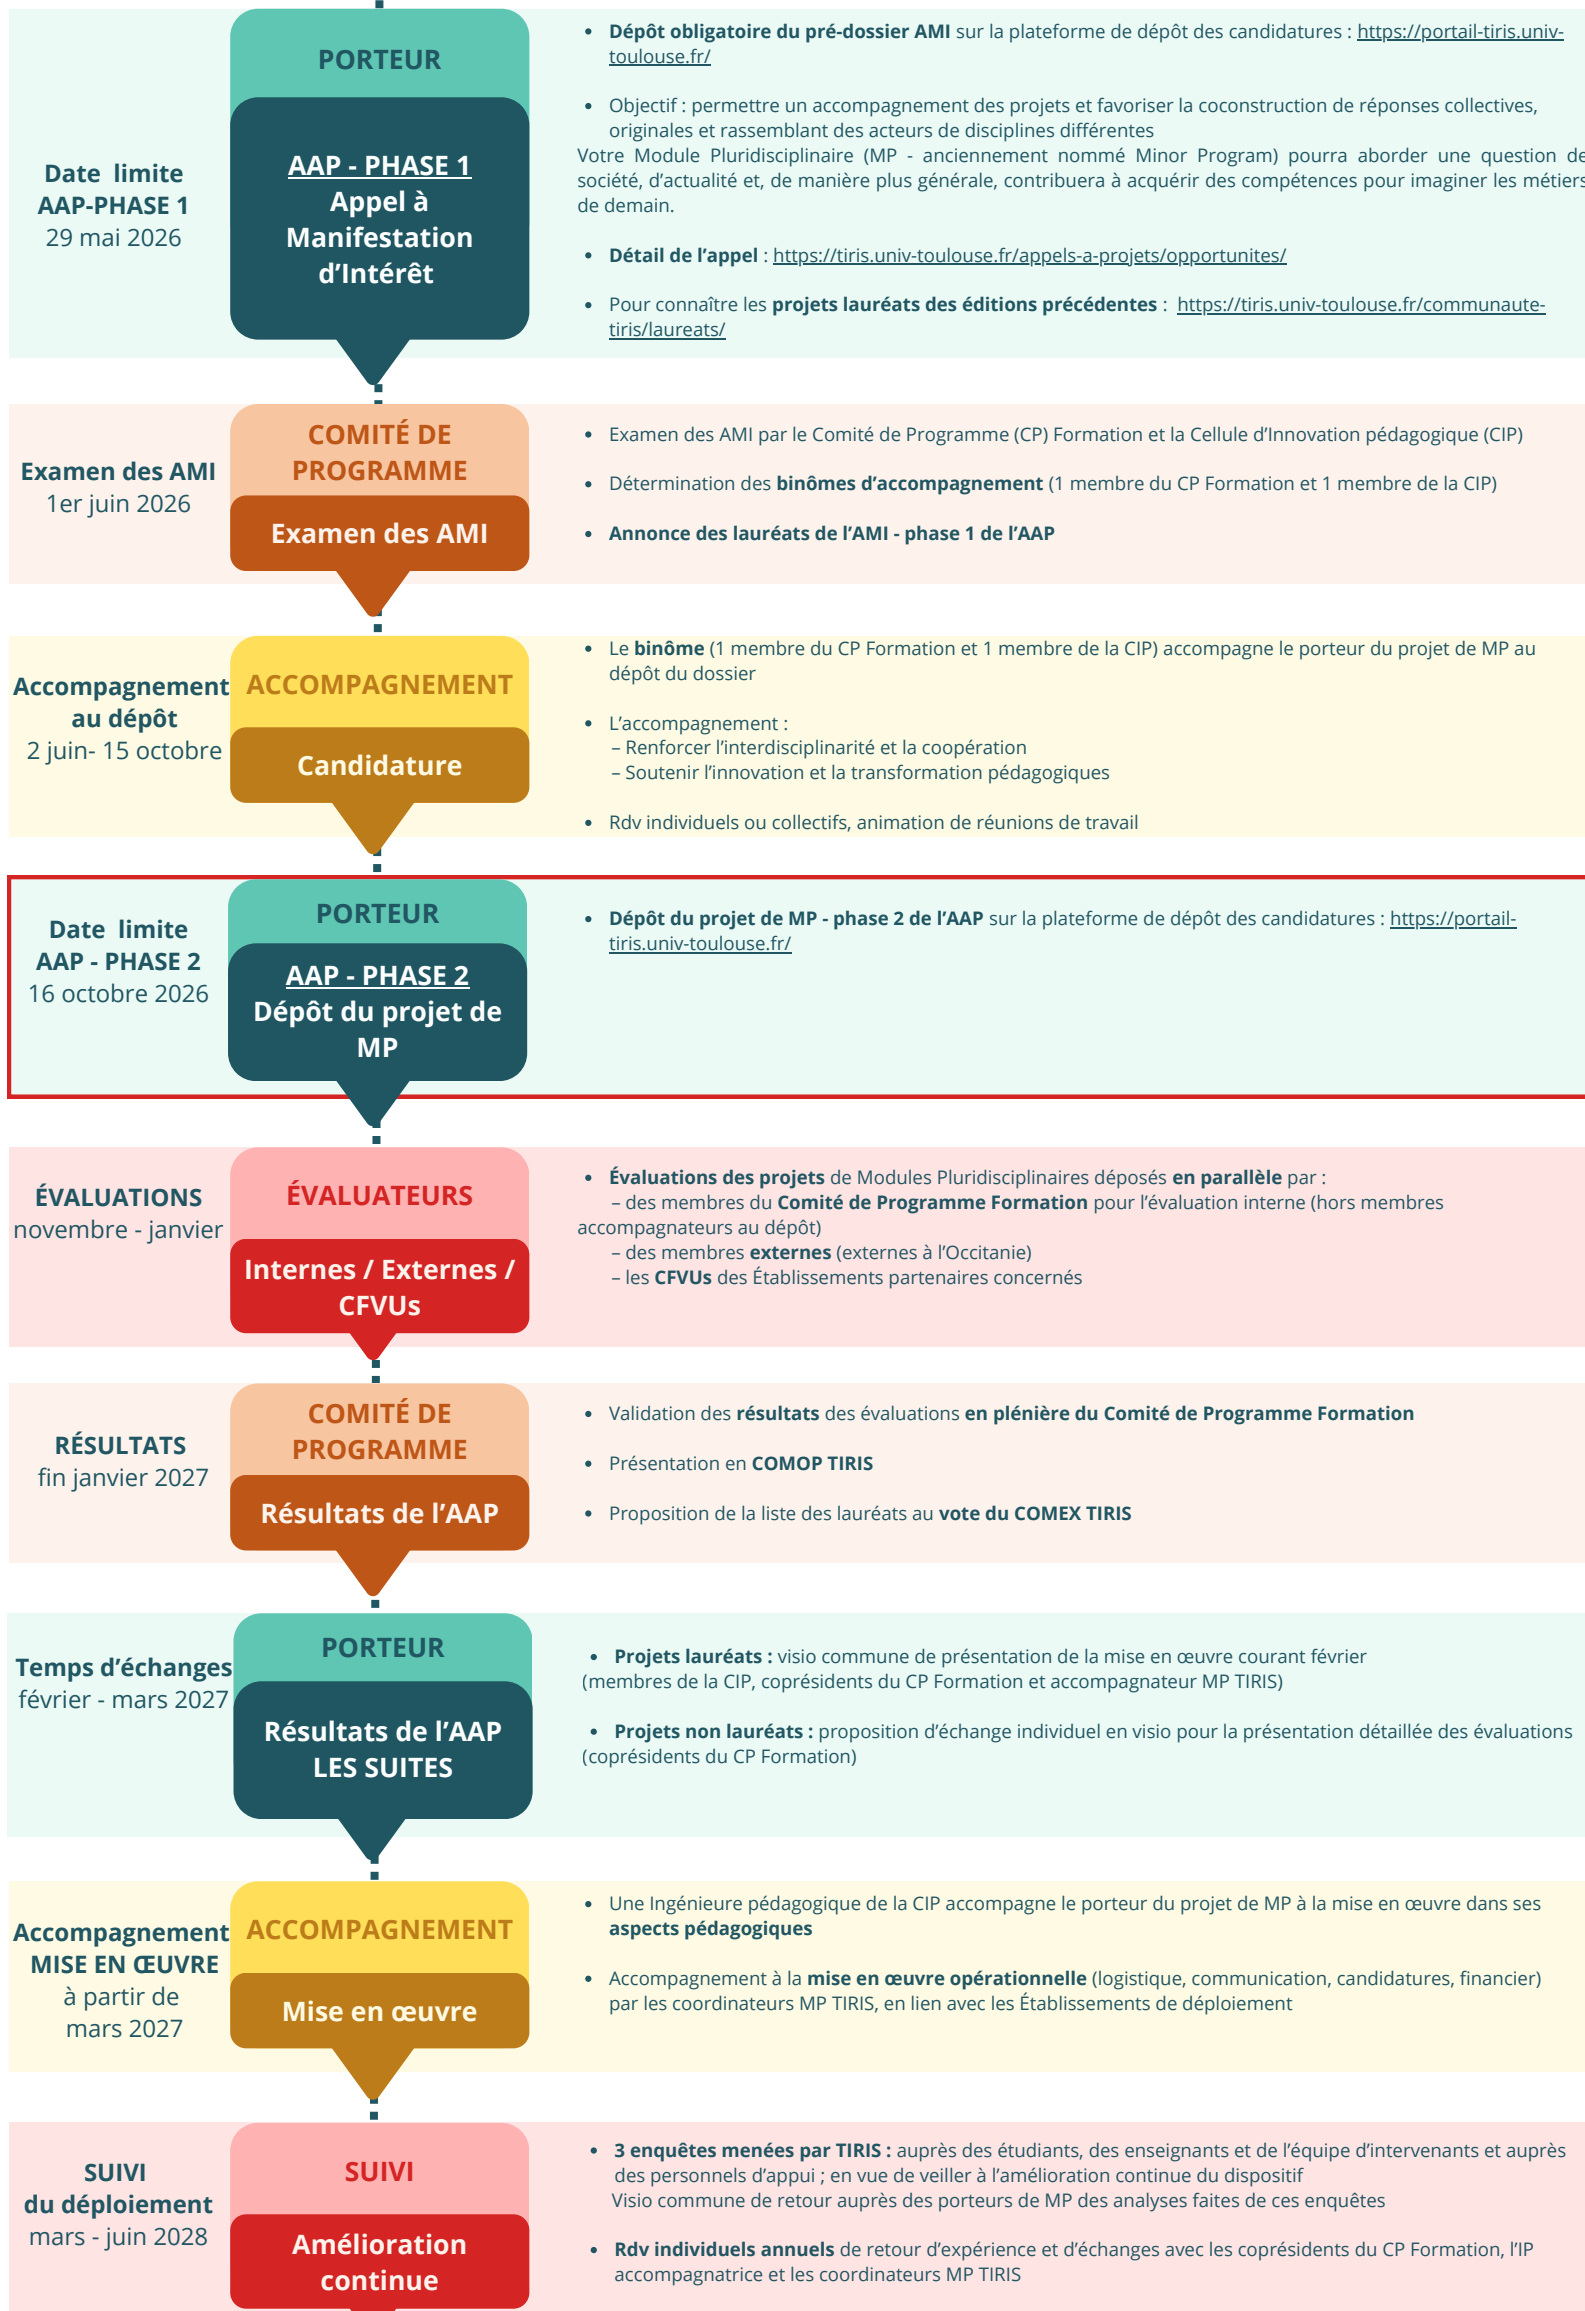 Date limite
AAP-PHASE 1
29 mai 2026
PORTEUR
AAP - PHASE 1
Appel à
Manifestation
d’Intérêt
• Dépôt obligatoire du pré-dossier AMI sur la plateforme de dépôt des candidatures : https://portail-tiris.univ-
toulouse.fr/
• Objectif : permettre un accompagnement des projets et favoriser la coconstruction de réponses collectives,
originales et rassemblant des acteurs de disciplines différentes
Votre Module Pluridisciplinaire (MP - anciennement nommé Minor Program) pourra aborder une question de
société, d’actualité et, de manière plus générale, contribuera à acquérir des compétences pour imaginer les métiers
de demain.
• Détail de l’appel : https://tiris.univ-toulouse.fr/appels-a-projets/opportunites/
• Pour connaître les projets lauréats des éditions précédentes : https://tiris.univ-toulouse.fr/communaute-
tiris/laureats/
Examen des AMI
1er juin 2026
COMITÉ DE
PROGRAMME
Examen des AMI
• Examen des AMI par le Comité de Programme (CP) Formation et la Cellule d’Innovation pédagogique (CIP)
• Détermination des binômes d’accompagnement (1 membre du CP Formation et 1 membre de la CIP)
• Annonce des lauréats de l’AMI - phase 1 de l’AAP
Accompagnement
au dépôt
2 juin- 15 octobre
ACCOMPAGNEMENT
Candidature
• Le binôme (1 membre du CP Formation et 1 membre de la CIP) accompagne le porteur du projet de MP au
dépôt du dossier
• L’accompagnement :
– Renforcer l’interdisciplinarité et la coopération
– Soutenir l’innovation et la transformation pédagogiques
• Rdv individuels ou collectifs, animation de réunions de travail
Date limite
AAP - PHASE 2
16 octobre 2026
PORTEUR
AAP - PHASE 2
Dépôt du projet de
MP
• Dépôt du projet de MP - phase 2 de l’AAP sur la plateforme de dépôt des candidatures : https://portail-
tiris.univ-toulouse.fr/
ÉVALUATIONS
novembre - janvier
ÉVALUATEURS
Internes / Externes /
CFVUs
• Évaluations des projets de Modules Pluridisciplinaires déposés en parallèle par :
– des membres du Comité de Programme Formation pour l’évaluation interne (hors membres
accompagnateurs au dépôt)
– des membres externes (externes à l’Occitanie)
– les CFVUs des Établissements partenaires concernés
RÉSULTATS
fin janvier 2027
COMITÉ DE
PROGRAMME
Résultats de l’AAP
• Validation des résultats des évaluations en plénière du Comité de Programme Formation
• Présentation en COMOP TIRIS
• Proposition de la liste des lauréats au vote du COMEX TIRIS
Temps d’échanges
février - mars 2027
PORTEUR
Résultats de l’AAP
LES SUITES
• Projets lauréats : visio commune de présentation de la mise en œuvre courant février
(membres de la CIP, coprésidents du CP Formation et accompagnateur MP TIRIS)
• Projets non lauréats : proposition d’échange individuel en visio pour la présentation détaillée des évaluations
(coprésidents du CP Formation)
Accompagnement
MISE EN ŒUVRE
à partir de
mars 2027
ACCOMPAGNEMENT
Mise en œuvre
• Une Ingénieure pédagogique de la CIP accompagne le porteur du projet de MP à la mise en œuvre dans ses
aspects pédagogiques
• Accompagnement à la mise en œuvre opérationnelle (logistique, communication, candidatures, financier)
par les coordinateurs MP TIRIS, en lien avec les Établissements de déploiement
SUIVI
du déploiement
mars - juin 2028
SUIVI
Amélioration
continue
• 3 enquêtes menées par TIRIS : auprès des étudiants, des enseignants et de l’équipe d’intervenants et auprès
des personnels d’appui ; en vue de veiller à l’amélioration continue du dispositif
Visio commune de retour auprès des porteurs de MP des analyses faites de ces enquêtes
• Rdv individuels annuels de retour d’expérience et d’échanges avec les coprésidents du CP Formation, l’IP
accompagnatrice et les coordinateurs MP TIRIS